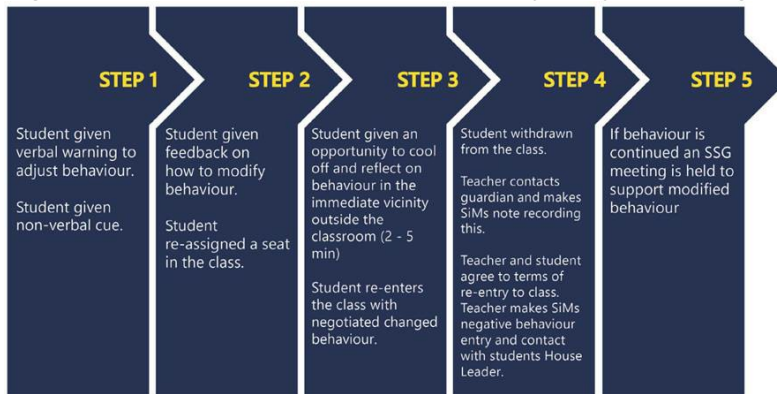 STEP 1
Student given
verbal warning to
adjust behaviour.
Student given
non-verbal cue.
STEP 2
Student given
feedback on
how to modify
behaviour.
Student
re-assigned a seat
in the class.
STEP 3
Student given an
opportunity to cool
off and reflect on
behaviour in the
immediate vicinity
outside the
classroom (2 - 5
min)
Student re-enters
the class with
negotiated changed
behaviour.
STEP 4
Student withdrawn
from the class.
Teacher contacts
guardian and makes
SiMs note recording
this.
Teacher and student
agree to terms of
re-entry to class.
Teacher makes SiMs
negative behaviour
entry and contact
with students House
Leader.
STEP 5
If behaviour is
continued an SSG
meeting is held to
support modified
behaviour